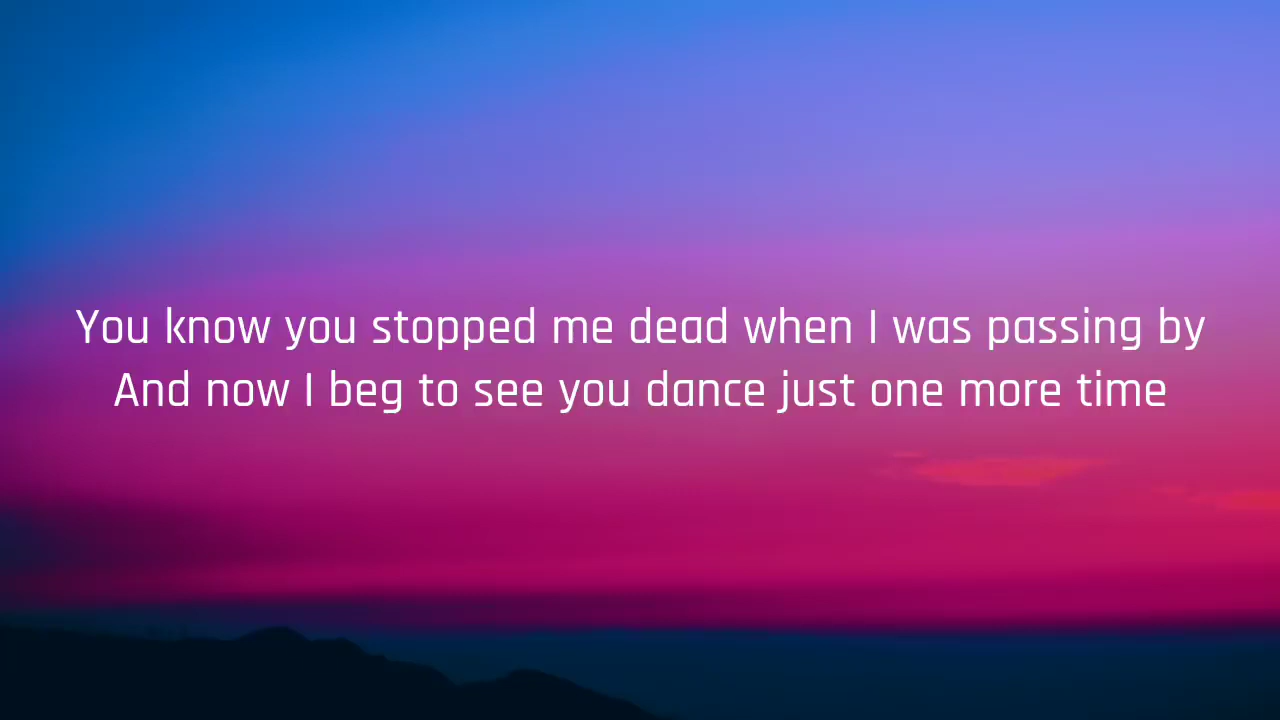 You know you stopped me dead when I was passing by
And now I beg to see you dance just one more time